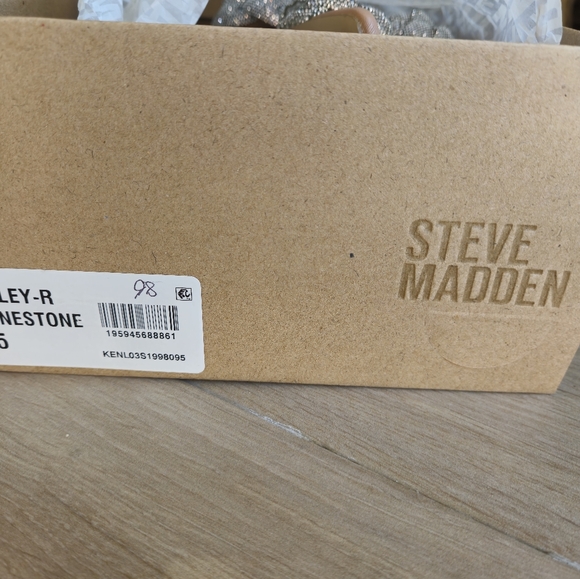 STEVE
MADDEN
LEY-R
NESTONE
5
98
195945688861
KENL03S1998095